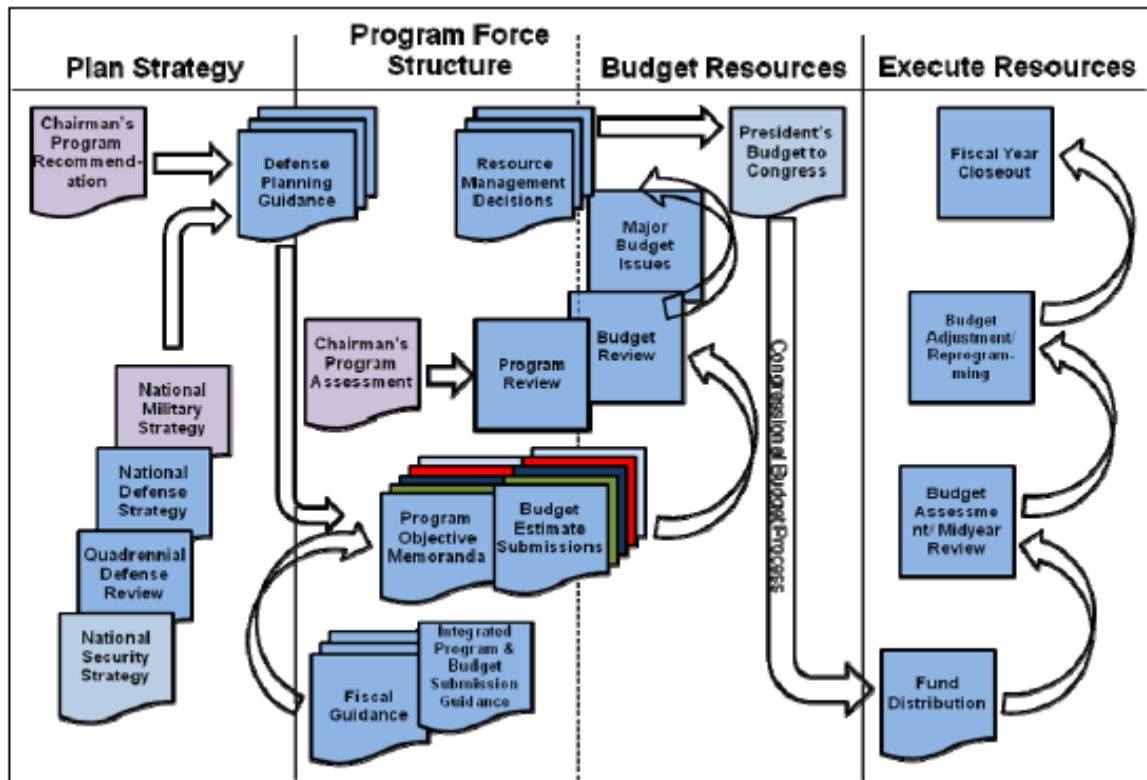 Plan Strategy
Program Force
Structure
Budget Resources
Execute Resources
Chairman's
Program
Recommend-
ation
Defense
Planning
Guidance
National
Military
Strategy
National
Defense
Strategy
Quadrennial
Defense
Review
National
Security
Strategy
Resource
Management
Decisions
Major
Budget
Issues
Budget
Review
Chairman's
Program
Assessment
Program
Review
Program
Objective
Memoranda
Budget
Estimate
Submissions
Fiscal
Guidance
Integrated
Program &
Budget
Submission
Guidance
President's
Budget to
Congress
Congressional Budget Process
Fiscal Year
Closeout
Budget
Adjustment/
Reprogram-
ming
Budget
Assessme
nt/ Midyear
Review
Fund
Distribution